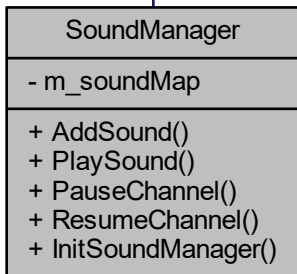 SoundManager
- m_soundMap
+ AddSound()
+ PlaySound()
+ PauseChannel()
+ ResumeChannel()
+ InitSoundManager()